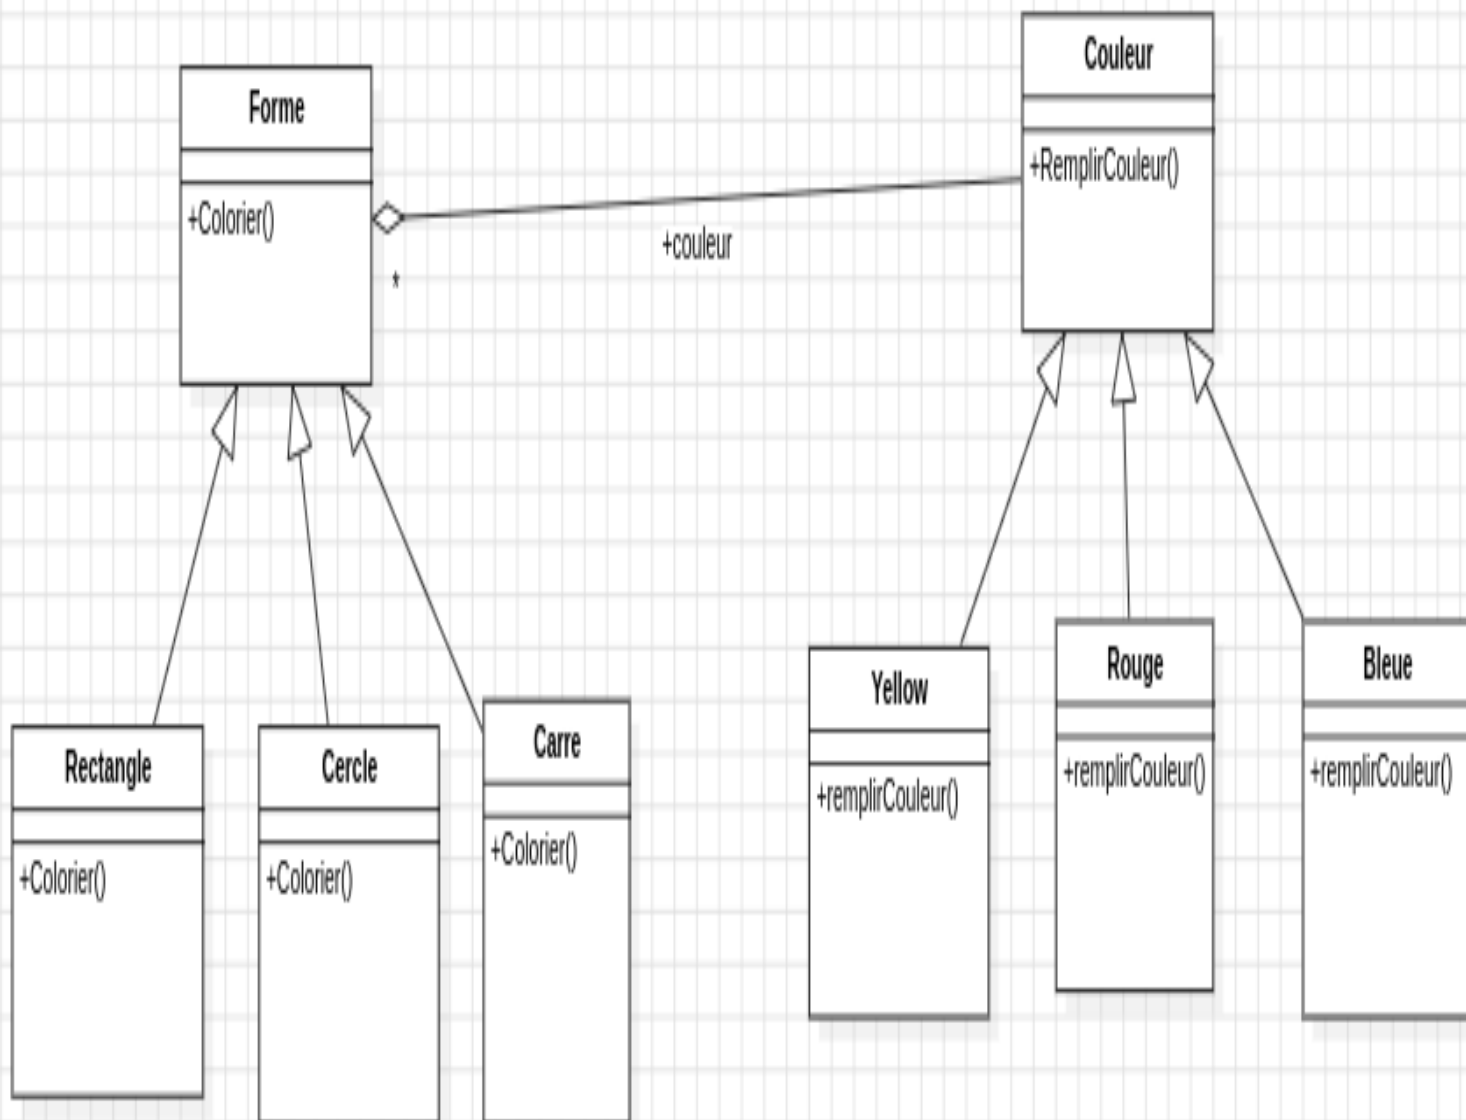 Forme
+Colorier()
*
+couleur
Couleur
+RemplirCouleur()
Rectangle
+Colorier()
Cercle
+Colorier()
Carre
+Colorier()
Yellow
+remplirCouleur()
Rouge
+remplirCouleur()
Bleue
+remplirCouleur()